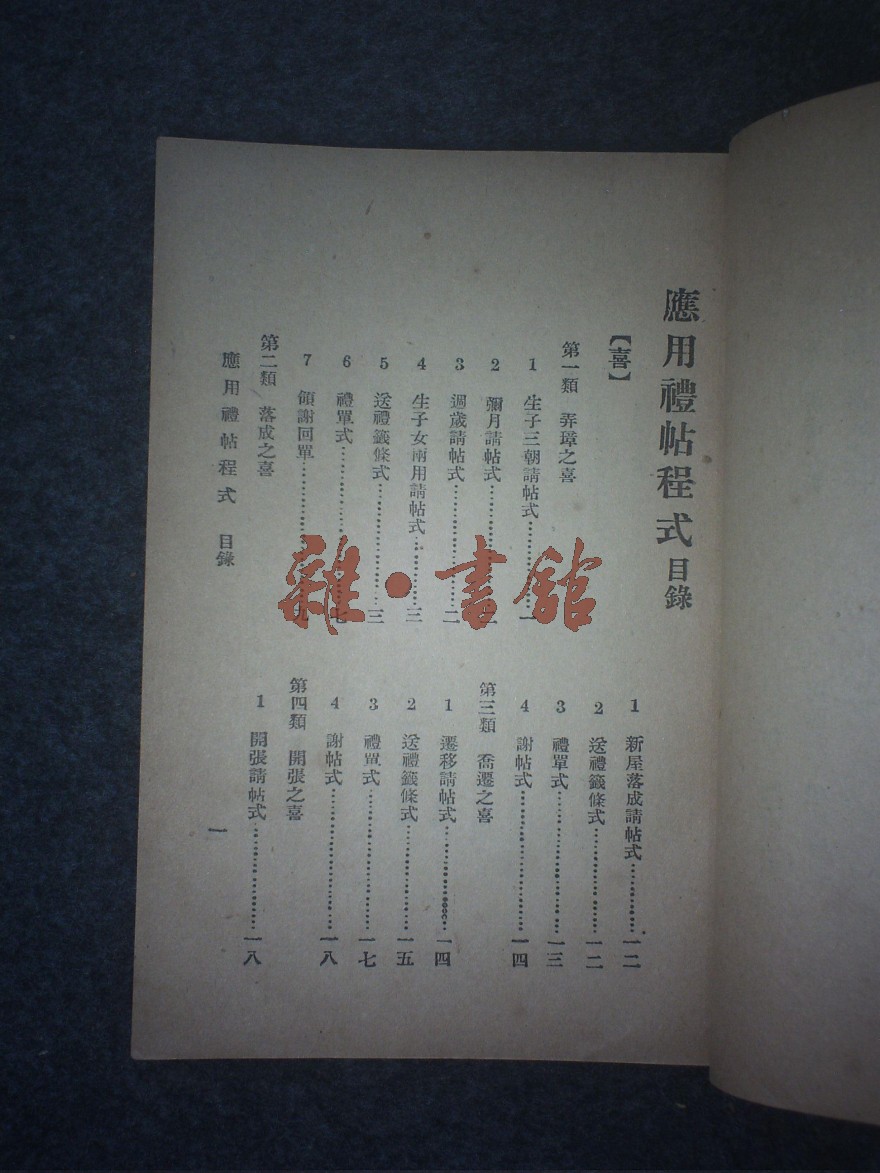 應用禮帖程式目錄
【喜】
第一類 弄璋之喜
1 生子三朝請帖式…………一
2 彌月請帖式…………二
3 週歲請帖式…………二
4 生子女兩用請帖式…………三
5 送禮籤條式…………三
6 禮單式…………七
7 領謝回單…………九
第二類 落成之喜
1 新屋落成請帖式…………一二
2 送禮籤條式…………一二
3 禮單式…………一三
4 謝帖式…………一四
第三類 喬遷之喜
1 遷移請帖式…………一四
2 送禮籤條式…………一五
3 禮單式…………一七
4 謝帖式…………一八
第四類 開張之喜
1 開張請帖式…………一八
應用禮帖程式 目錄
一
雜·書館